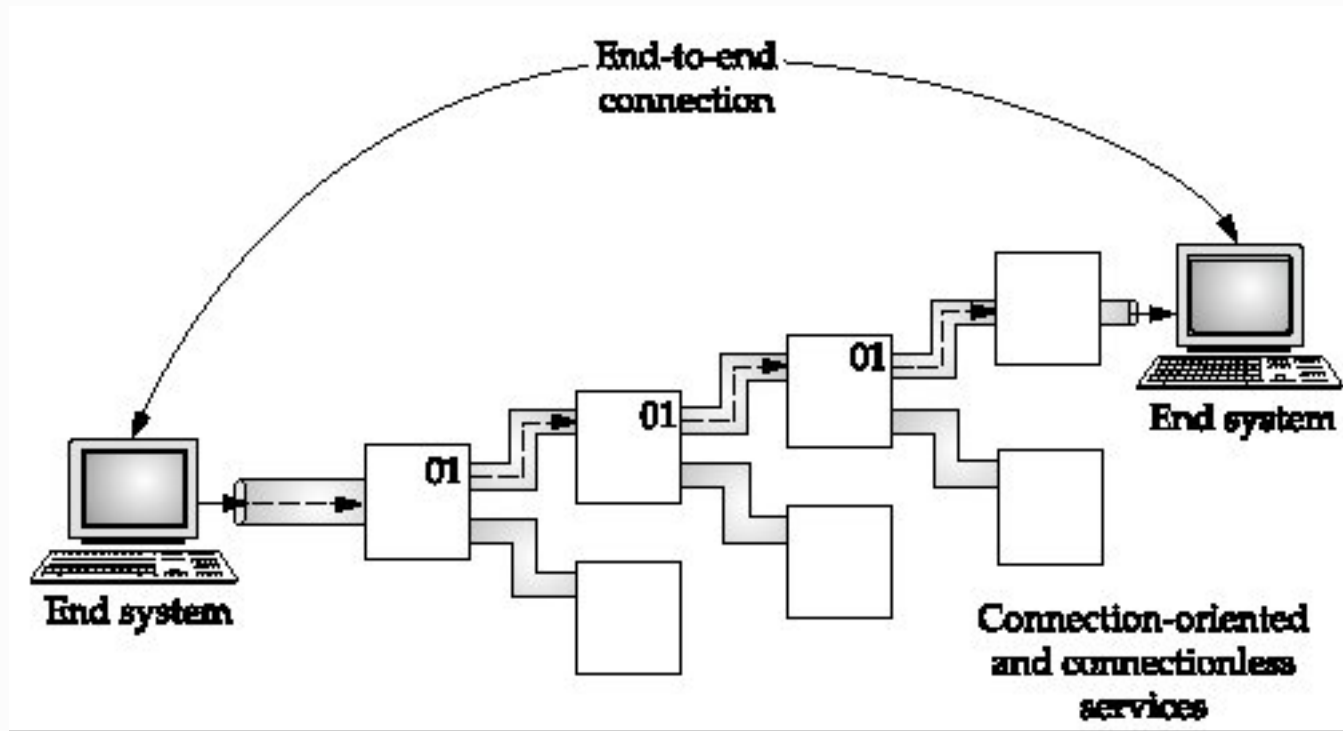 End-to-end
connection
01
01
01
End system
End system
Connection-oriented
and connectionless
services